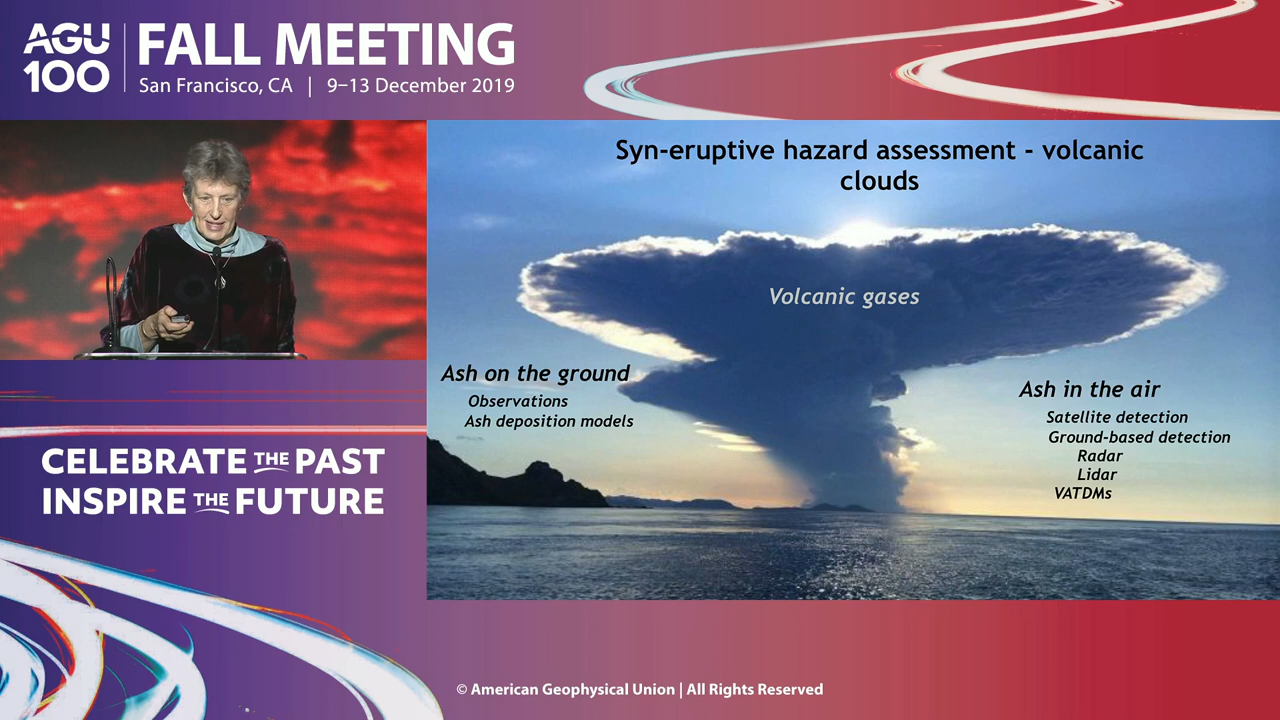 AGU
100
FALL MEETING
San Francisco, CA | 9–13 December 2019
Syn-eruptive hazard assessment - volcanic
clouds
Volcanic gases
Ash on the ground
Observations
Ash deposition models
Ash in the air
Satellite detection
Ground-based detection
Radar
Lidar
VATDMs
CELEBRATE THE PAST
INSPIRE THE FUTURE
© American Geophysical Union | All Rights Reserved